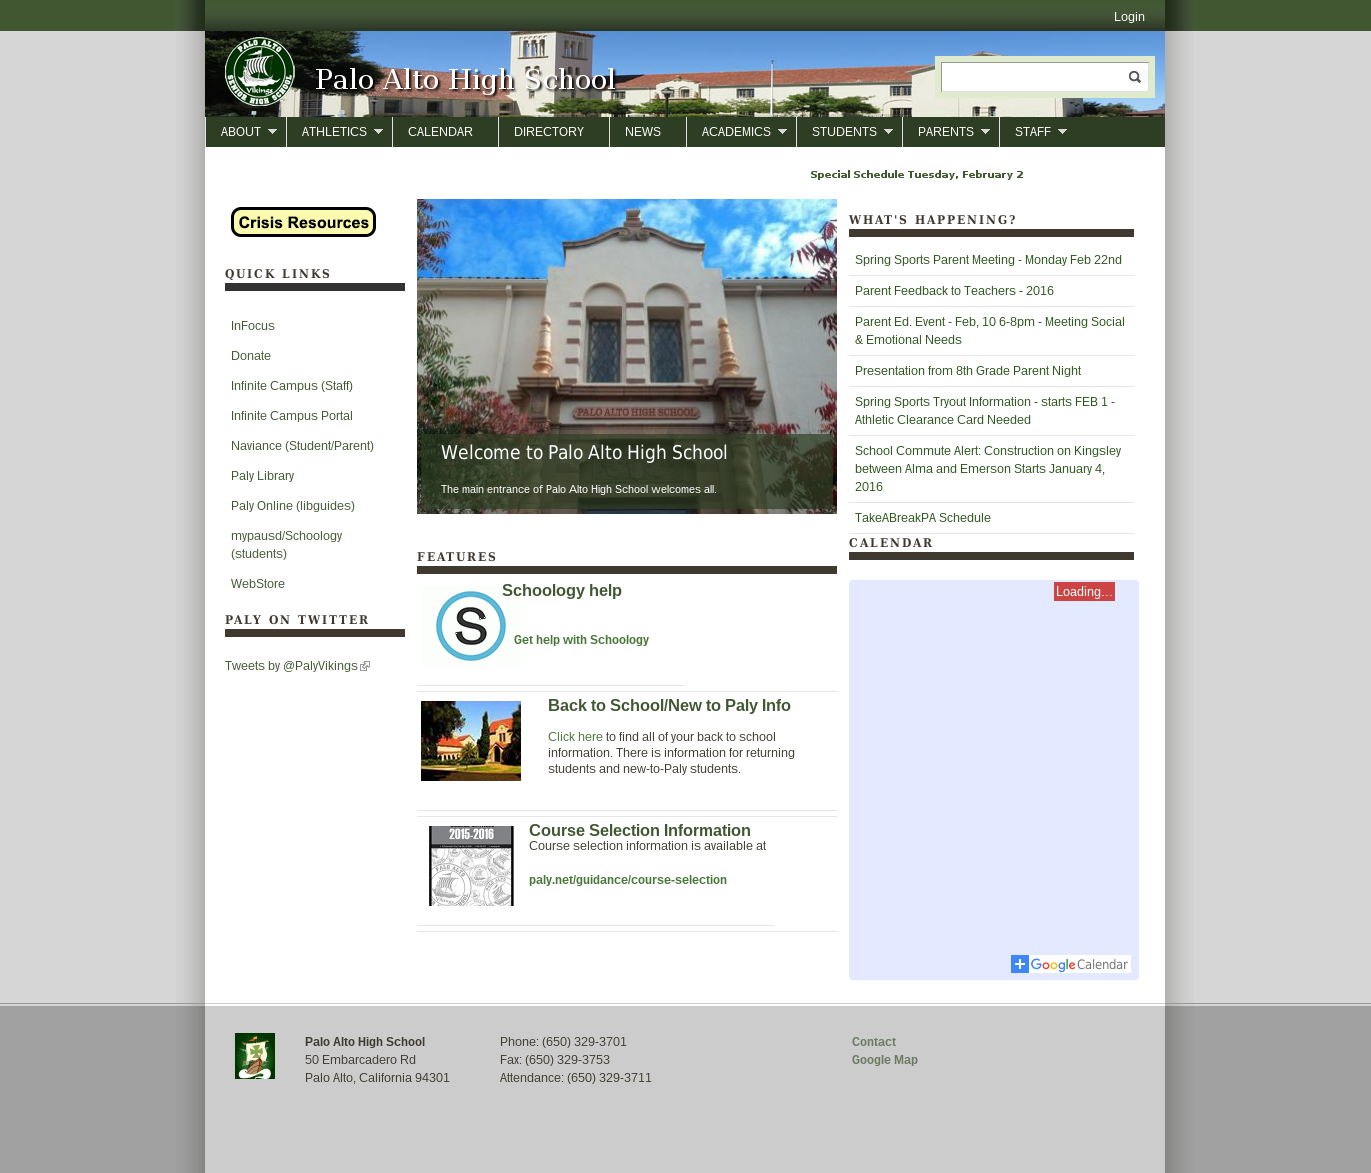 Login
PALO ALTO
SENIOR HIGH SCHOOL
Vikings
Palo Alto High School
ABOUT
ATHLETICS
CALENDAR
DIRECTORY
NEWS
ACADEMICS
STUDENTS
PARENTS
STAFF
Special Schedule Tuesday, February 2
Crisis Resources
QUICK LINKS
InFocus
Donate
Infinite Campus (Staff)
Infinite Campus Portal
Naviance (Student/Parent)
Paly Library
Paly Online (libguides)
mypausd/Schoology
(students)
WebStore
PALY ON TWITTER
Tweets by @PalyVikings
PALO ALTO HIGH SCHOOL
Welcome to Palo Alto High School
The main entrance of Palo Alto High School welcomes all.
FEATURES
S
Schoology help
Get help with Schoology
Back to School/New to Paly Info
Click here to find all of your back to school
information. There is information for returning
students and new-to-Paly students.
2015-2016
Course Selection Information
Course selection information is available at
paly.net/guidance/course-selection
WHAT'S HAPPENING?
Spring Sports Parent Meeting - Monday Feb 22nd
Parent Feedback to Teachers - 2016
Parent Ed. Event - Feb, 10 6-8pm - Meeting Social
& Emotional Needs
Presentation from 8th Grade Parent Night
Spring Sports Tryout Information - starts FEB 1 -
Athletic Clearance Card Needed
School Commute Alert: Construction on Kingsley
between Alma and Emerson Starts January 4,
2016
TakeABreakPA Schedule
CALENDAR
Loading...
Google Calendar
Palo Alto High School
50 Embarcadero Rd
Palo Alto, California 94301
Phone: (650) 329-3701
Fax: (650) 329-3753
Attendance: (650) 329-3711
Contact
Google Map